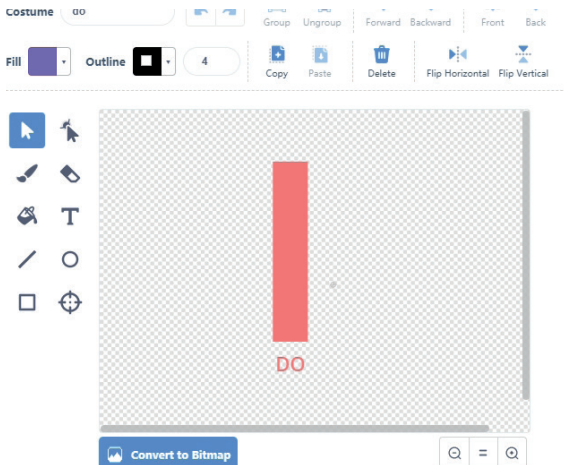 Costume do
Group Ungroup Forward Backward Front Back
Fill Outline 4
Copy Paste Delete Flip Horizontal Flip Vertical
T
DO
Convert to Bitmap